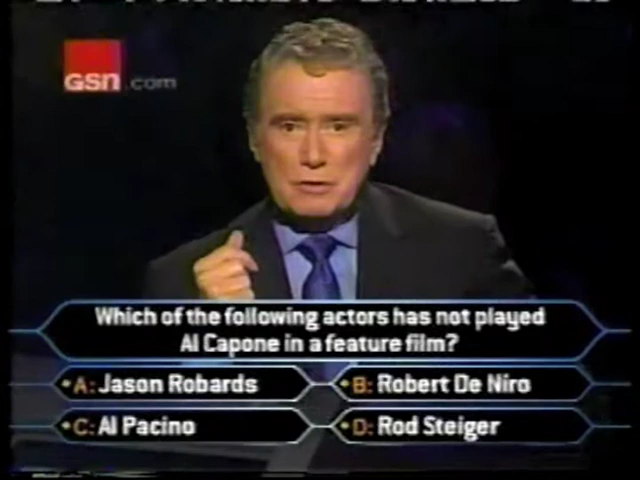 GSN.com
Which of the following actors has not played
Al Capone in a feature film?
A: Jason Robards
B: Robert De Niro
C: Al Pacino
D: Rod Steiger